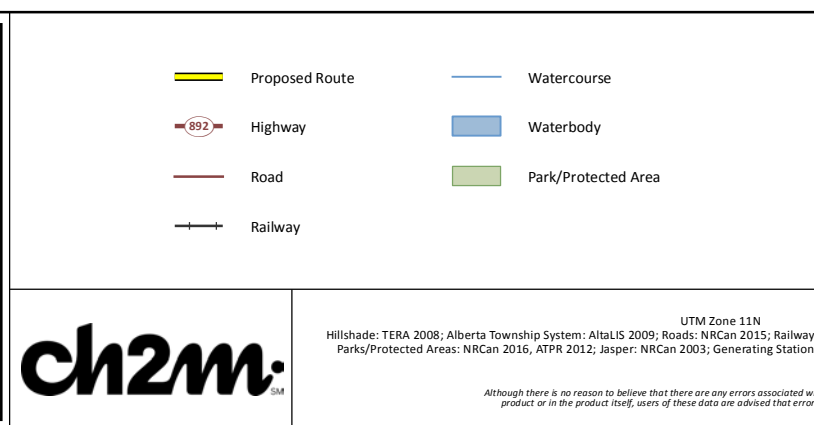 Proposed Route
892
Highway
Road
Railway
Watercourse
Waterbody
Park/Protected Area
ch2m
SM
UTM Zone 11N
Hillshade: TERA 2008; Alberta Township System: AltaLIS 2009; Roads: NRCan 2015; Railway
Parks/Protected Areas: NRCan 2016, ATPR 2012; Jasper: NRCan 2003; Generating Station
Although there is no reason to believe that there are any errors associated w
product or in the product itself, users of these data are advised that error